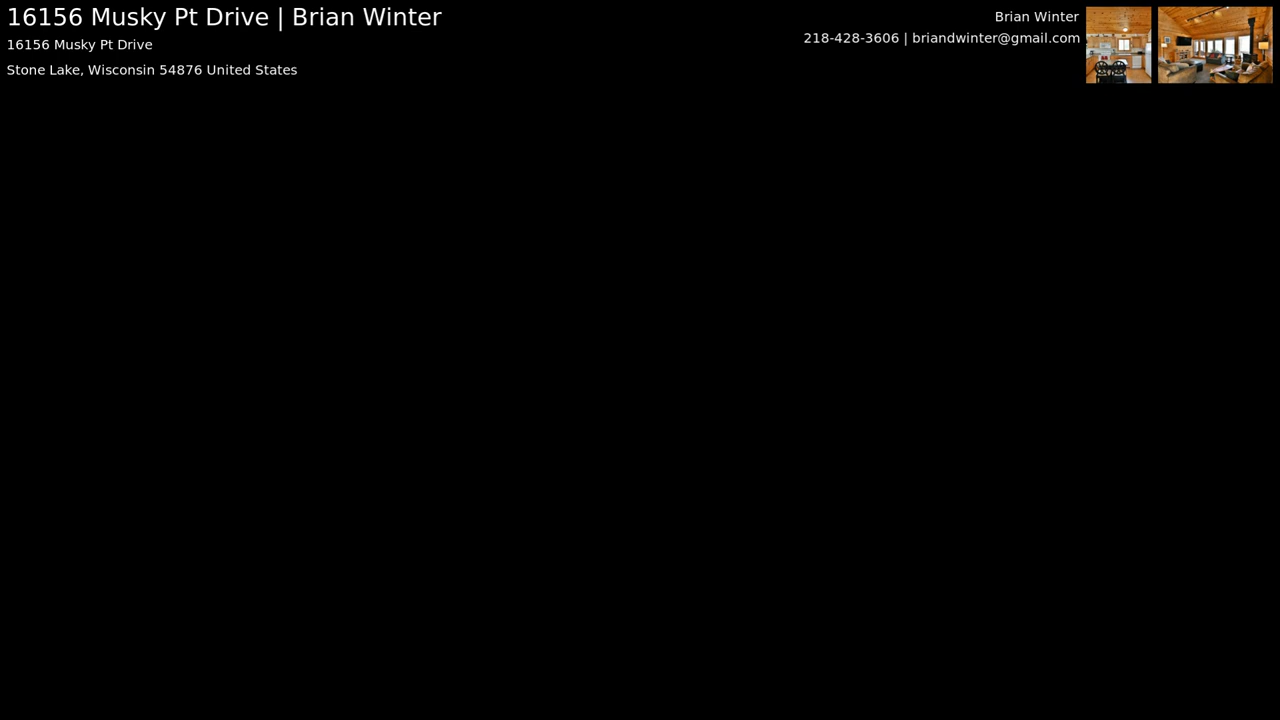 16156 Musky Pt Drive | Brian Winter
16156 Musky Pt Drive
Stone Lake, Wisconsin 54876 United States
Brian Winter
218-428-3606 | briandwinter@gmail.com